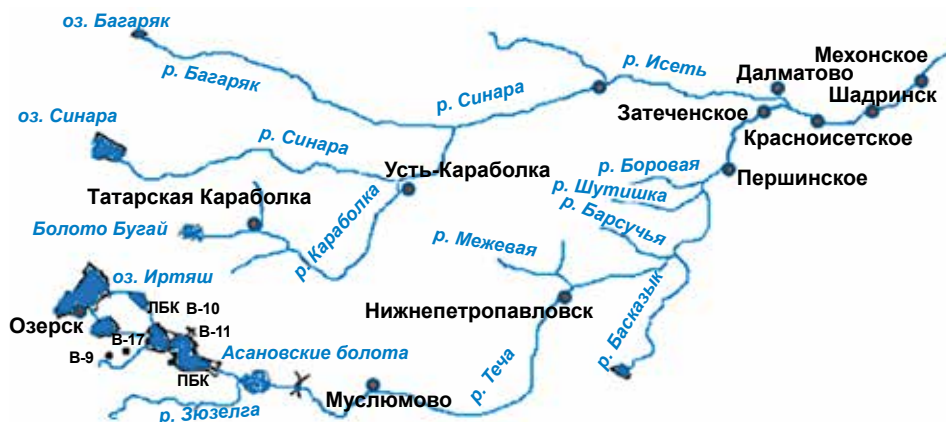 оз. Багаряк
р. Багаряк
р. Исеть
Мехонское
Далматово
Шадринск
р. Синара
Затеченское
Красноисетское
оз. Синара
р. Синара
Усть-Караболка
р. Боровая
Першинское
р. Шутишка
Татарская Караболка
р. Барсучья
Болото Бугай
р. Караболка
р. Межевая
оз. Иртяш
ПБК В-10
Озерск
В-11
Нижнепетропавловск
р. Басказык
В-17
В-9
Асановские болота
ПБК
р. Теча
Муслюмово
р. Зюзелга